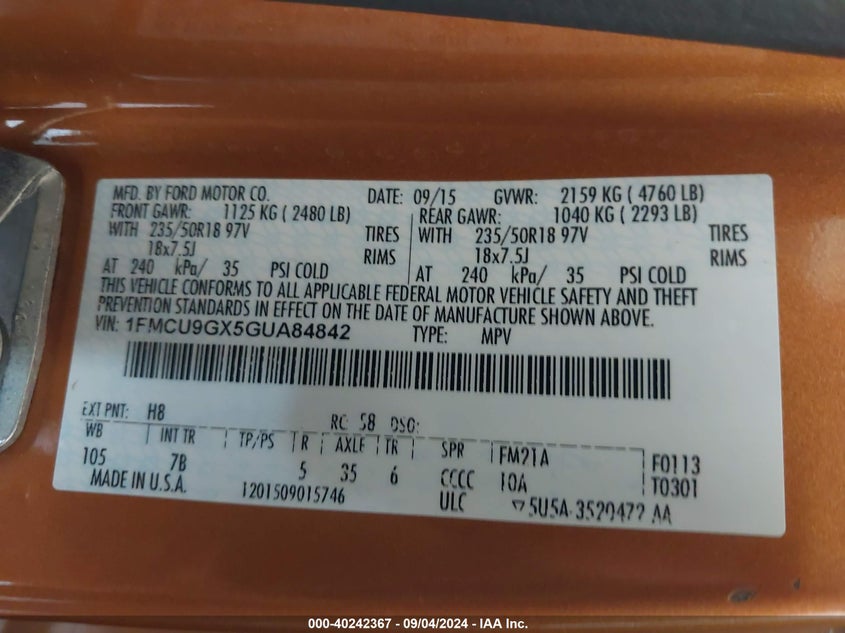 MFD. BY FORD MOTOR CO. DATE: 09/15 GVWR: 2159 KG ( 4760 LB)
FRONT GAWR: 1125 KG ( 2480 LB) REAR GAWR: 1040 KG ( 2293 LB)
WITH 235/50R18 97V TIRES WITH 235/50R18 97V TIRES
18x7.5J RIMS 18x7.5J RIMS
AT 240 kPa/ 35 PSI COLD AT 240 kPa/ 35 PSI COLD
THIS VEHICLE CONFORMS TO ALL APPLICABLE FEDERAL MOTOR VEHICLE SAFETY AND THEFT
PREVENTION STANDARDS IN EFFECT ON THE DATE OF MANUFACTURE SHOWN ABOVE.
VIN: 1FMCU9GX5GUA84842 TYPE: MPV
EXT PNT: H8 RC: 58 DSO:
WB INT TR TP/PS R AXLE TR SPR FM21A F0113
105 7B 5 35 6 CCCC 10A T0301
MADE IN U.S.A. 1201509015746 ULC 5U5A-3520472 AA
000-40242367 - 09/04/2024 - IAA Inc.